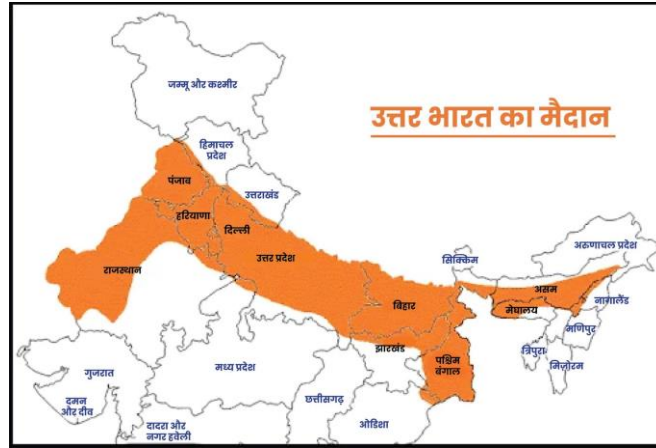 जम्मू और कश्मीर
उत्तर भारत का मैदान
हिमाचल
प्रदेश
पंजाब
उत्तराखंड
हरियाणा
दिल्ली
अरुणाचल प्रदेश
सिक्किम
उत्तर प्रदेश
राजस्थान
असम
नागालैंड
बिहार
मेघालय
मणिपुर
झारखंड
त्रिपुरा
पश्चिम
बंगाल
मिज़ोरम
मध्य प्रदेश
गुजरात
छत्तीसगढ़
दमन
और दीव
ओडिशा
दादरा और
नगर हवेली